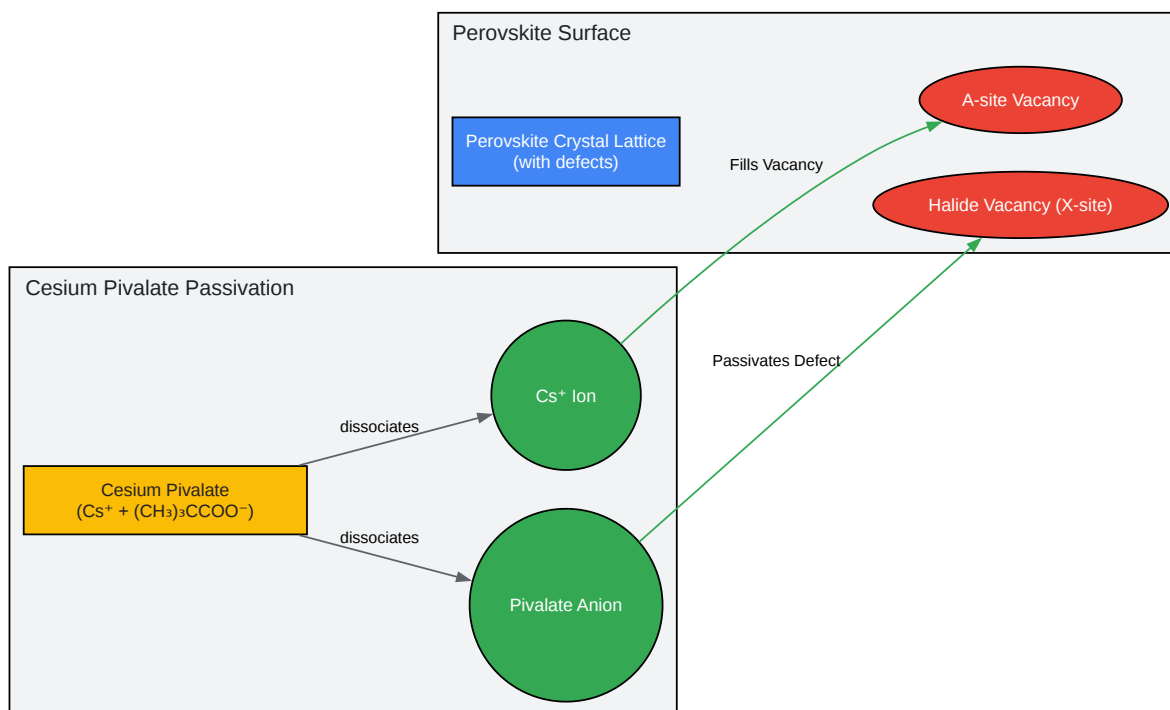 Perovskite Surface
A-site Vacancy
Perovskite Crystal Lattice
(with defects)
Fills Vacancy
Halide Vacancy (X-site)
Cesium Pivalate Passivation
Passivates Defect
Cs⁺ Ion
dissociates
Cesium Pivalate
(Cs⁺ + (CH₃)₃CCOO⁻)
dissociates
Pivalate Anion